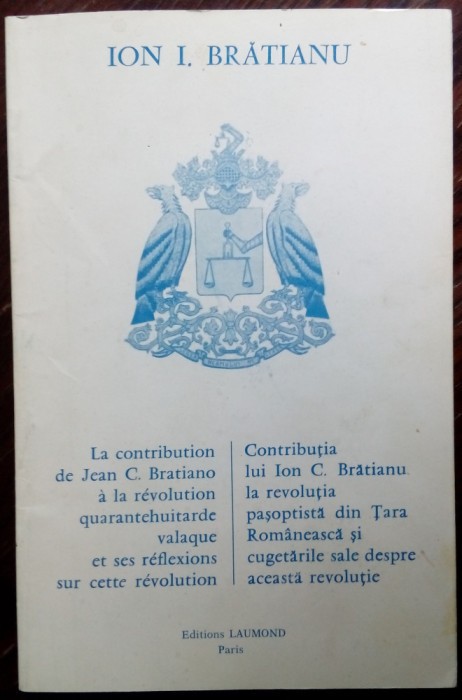 ION I. BRĂTIANU
La contribution
de Jean C. Bratiano
à la révolution
quarantehuitarde
valaque
et ses réflexions
sur cette révolution
Contribuția
lui Ion C. Brătianu
la revoluția
pașoptistă din Țara
Românească și
cugetările sale despre
această revoluție
Editions LAUMOND
Paris